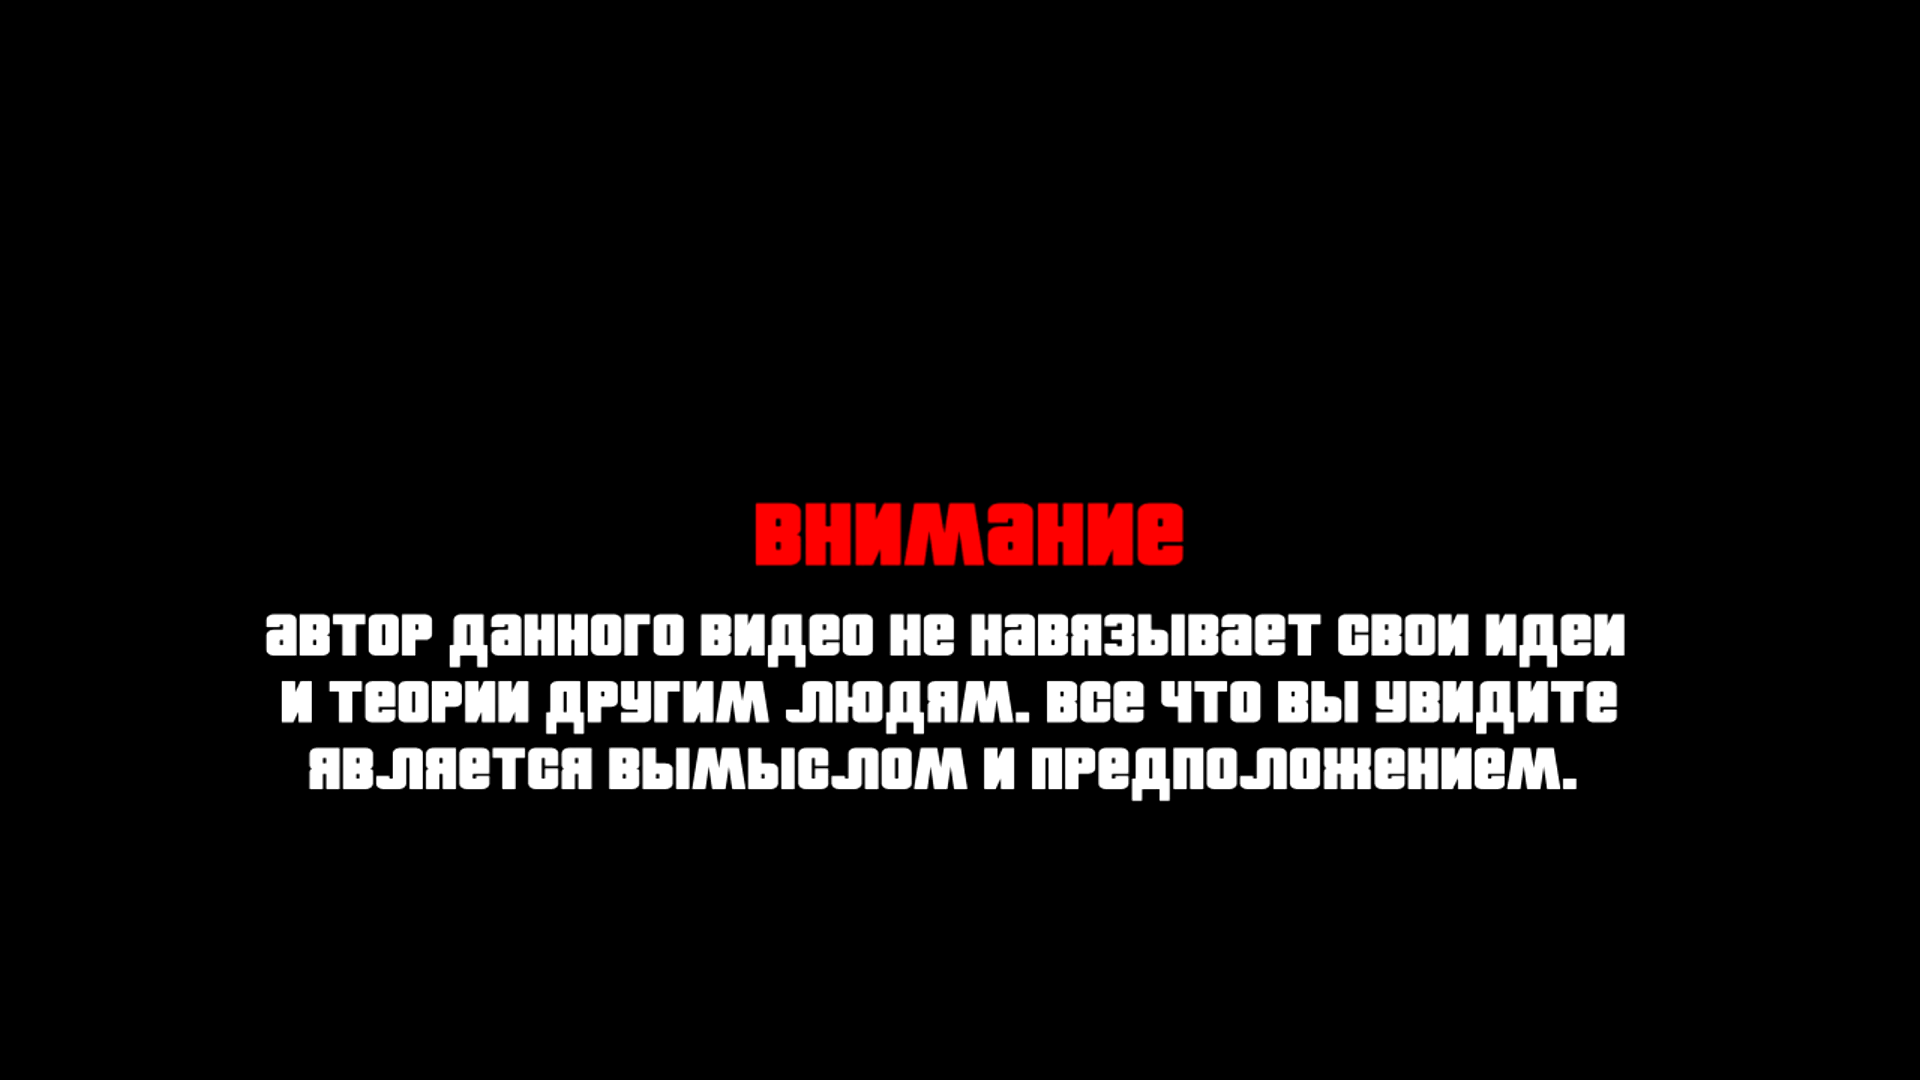 ВНИМАНИЕ
АВТОР ДАННОГО ВИДЕО НЕ НАВЯЗЫВАЕТ СВОИ ИДЕИ
И ТЕОРИИ ДРУГИМ ЛЮДЯМ. ВСЕ ЧТО ВЫ УВИДИТЕ
ЯВЛЯЕТСЯ ВЫМЫСЛОМ И ПРЕДПОЛОЖЕНИЕМ.